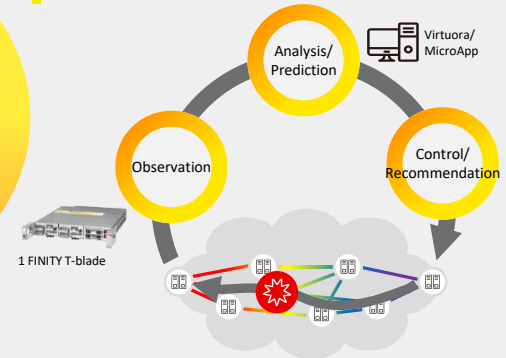 Analysis/
Prediction
Virtuora/
MicroApp
Observation
Control/
Recommendation
1 FINITY T-blade